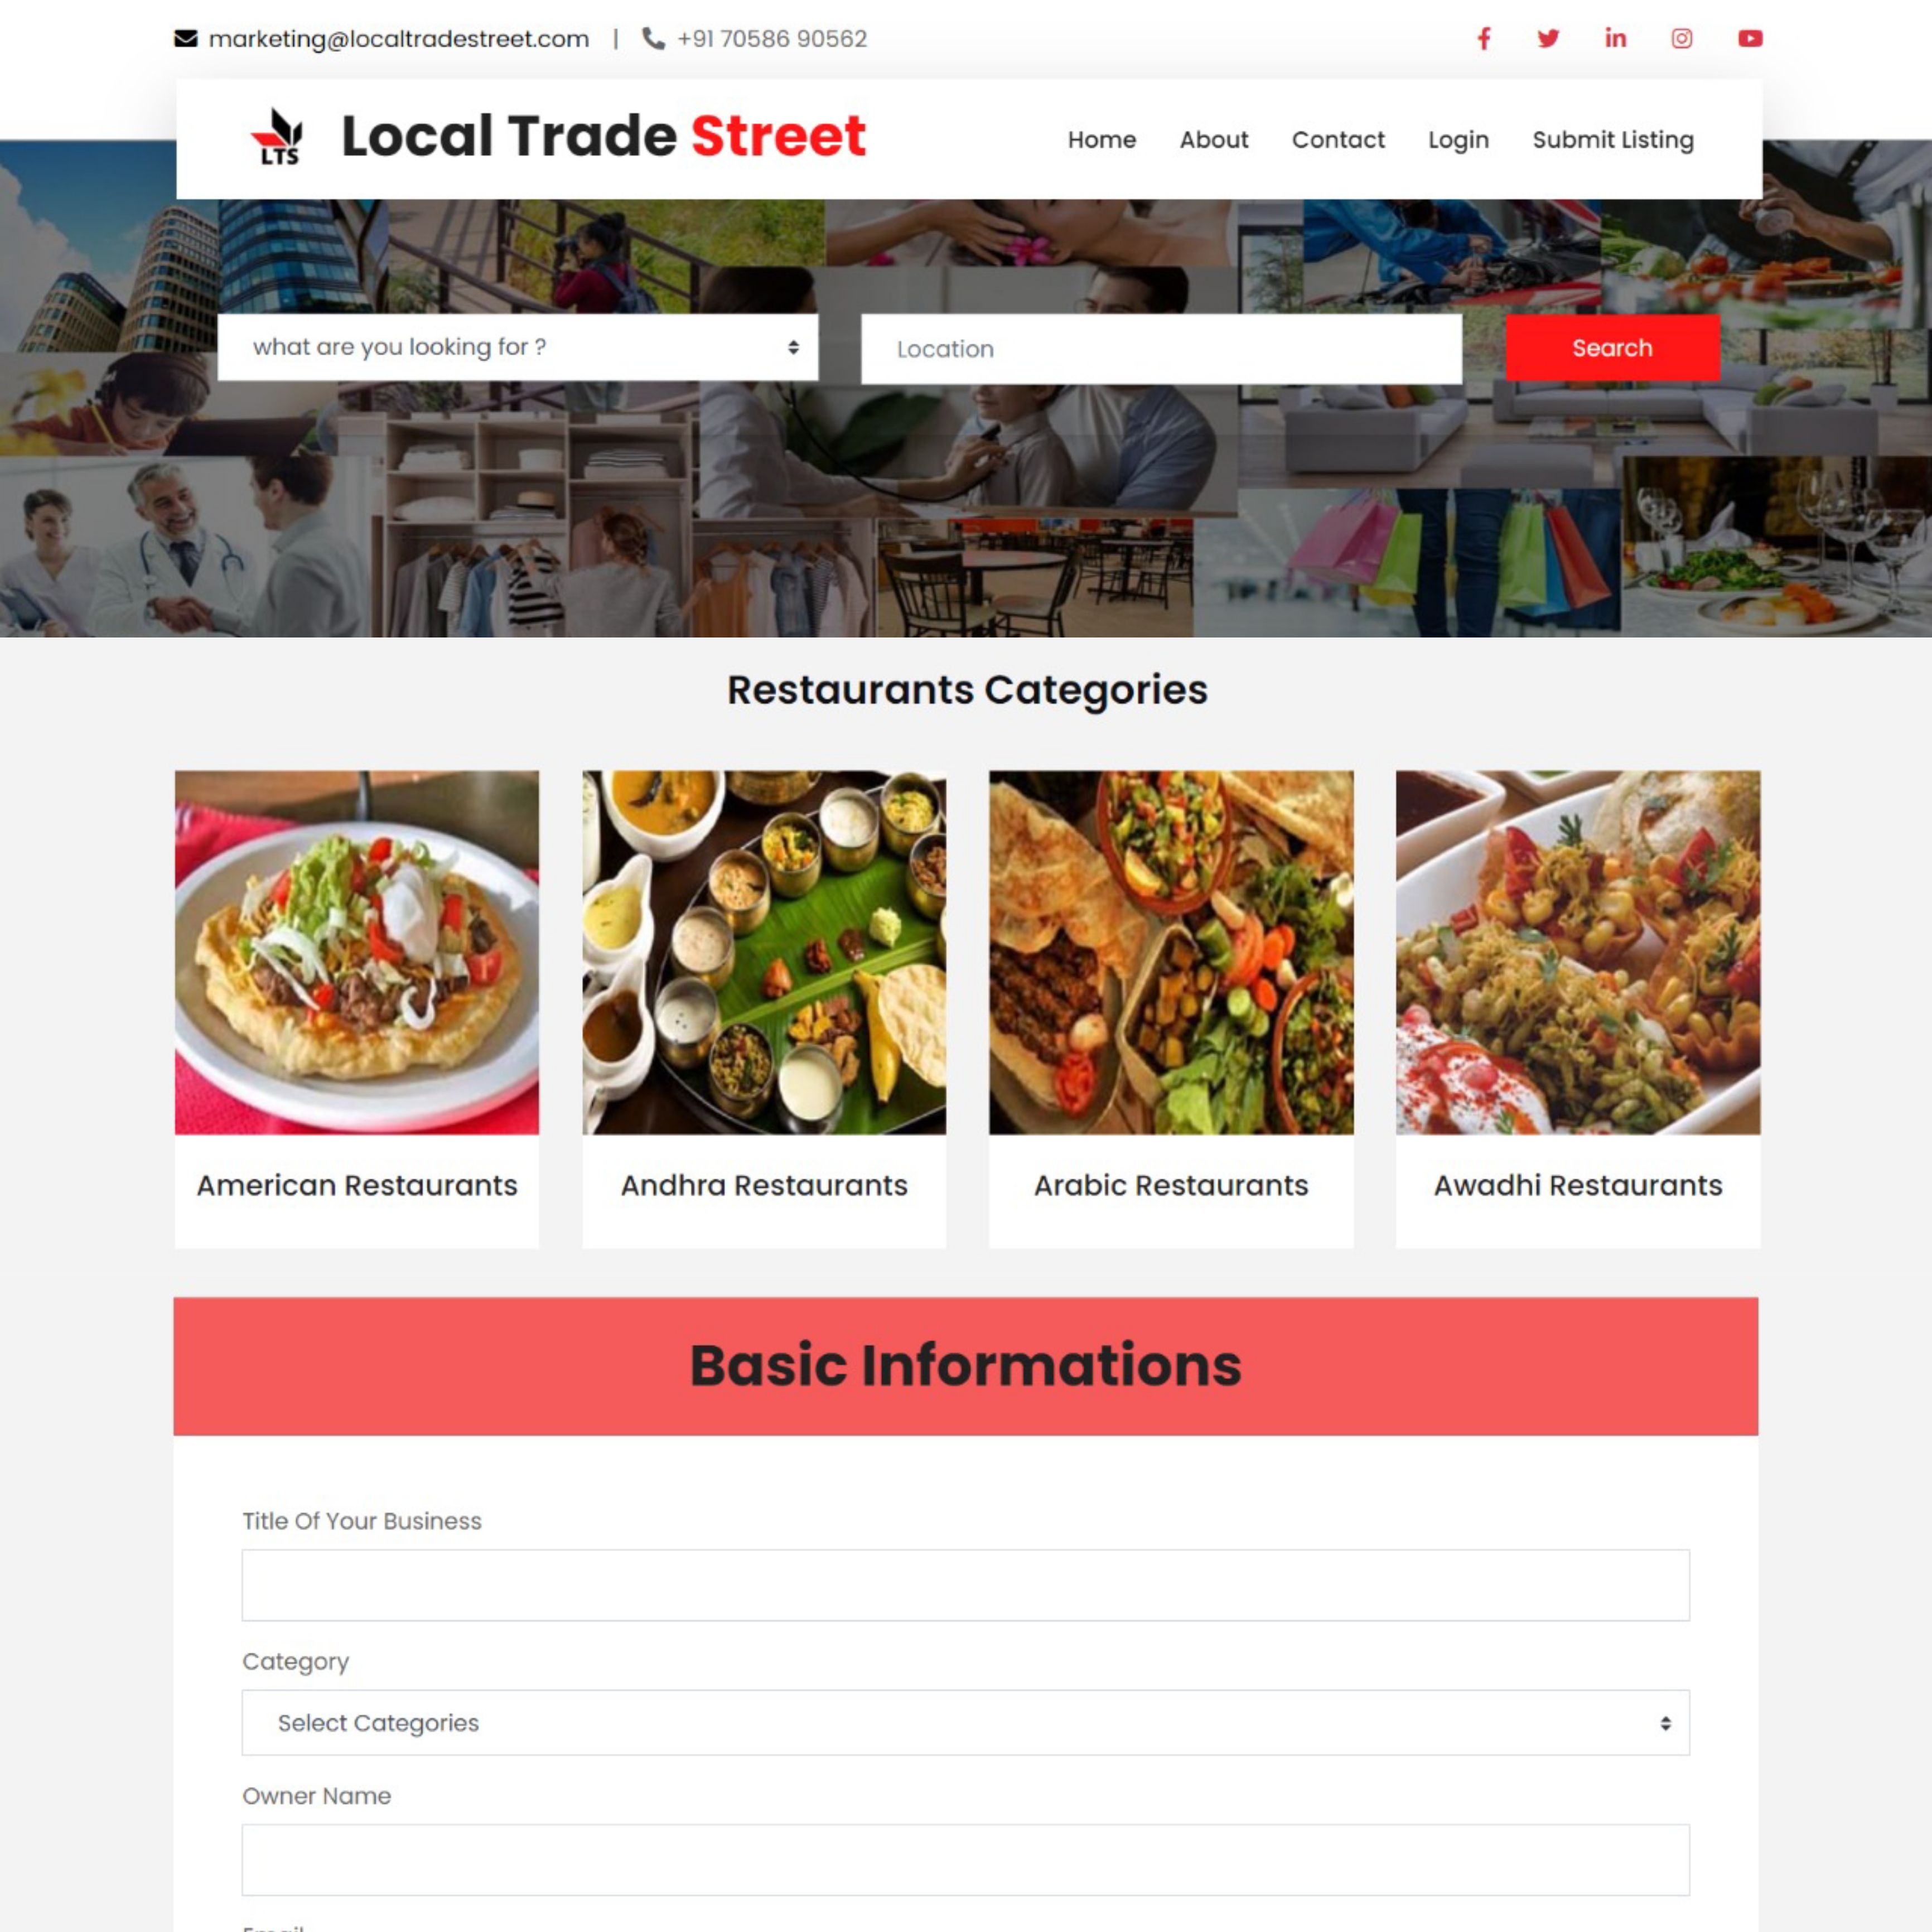 marketing@localtradestreet.com | +91 70586 90562
LTS
Local Trade Street
Home About Contact Login Submit Listing
what are you looking for ?
Location
Search
Restaurants Categories
American Restaurants
Andhra Restaurants
Arabic Restaurants
Awadhi Restaurants
Basic Informations
Title Of Your Business
Category
Select Categories
Owner Name